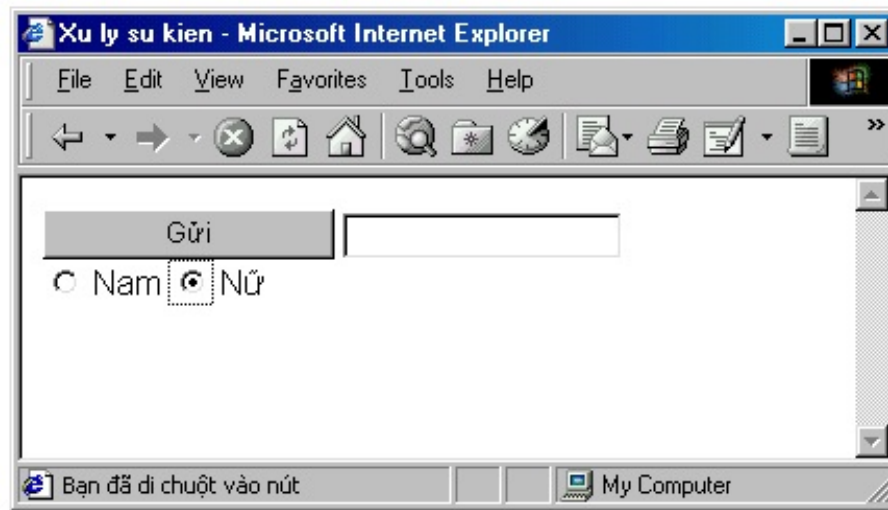 Xu ly su kien - Microsoft Internet Explorer
File Edit View Favorites Tools Help
Gửi
Nam Nữ
Bạn đã di chuột vào nút My Computer